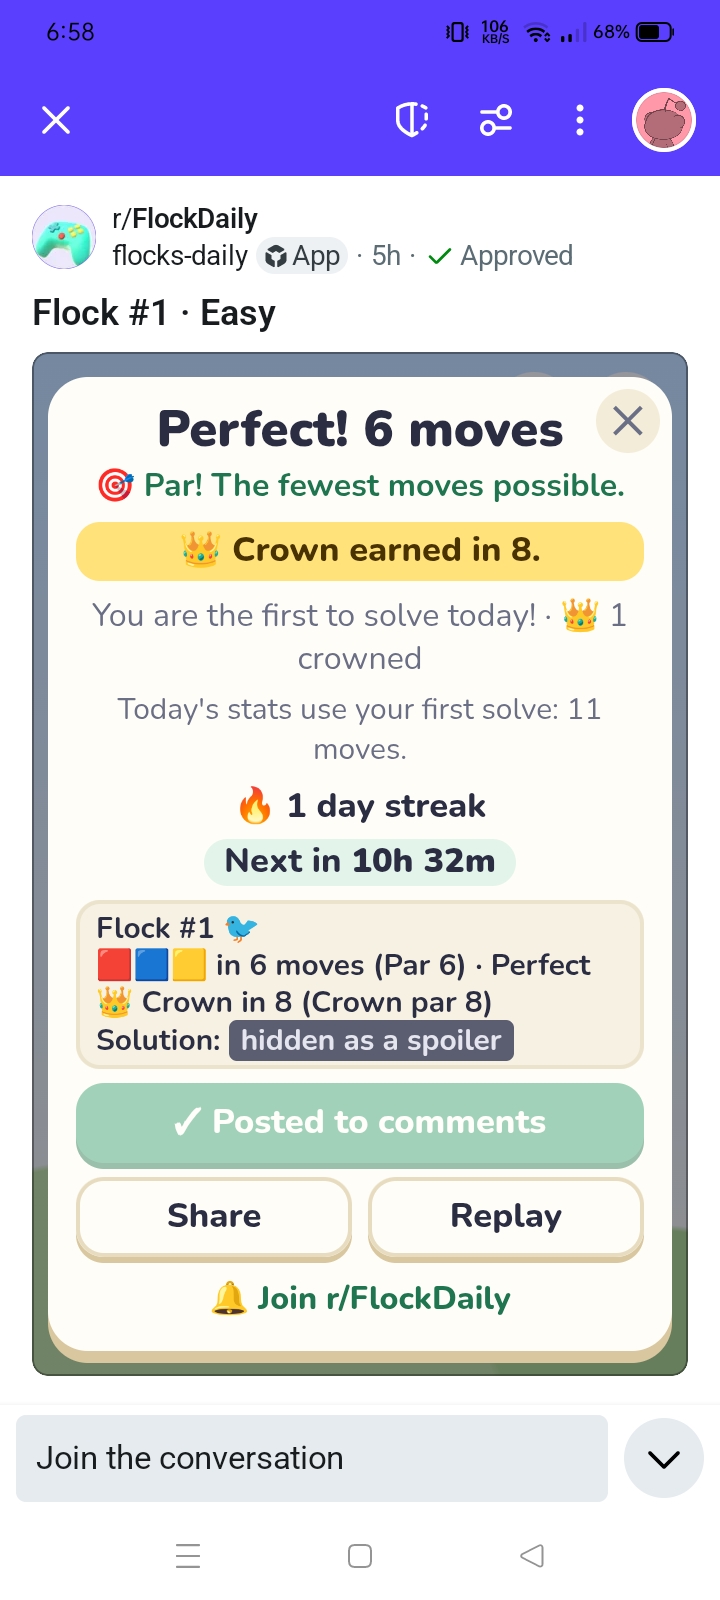 6:58
106
KB/S
68%
r/FlockDaily
flocks-daily App · 5h · ✓ Approved
Flock #1 · Easy
Perfect! 6 moves
🎯 Par! The fewest moves possible.
👑 Crown earned in 8.
You are the first to solve today! · 👑 1
crowned
Today's stats use your first solve: 11
moves.
🔥 1 day streak
Next in 10h 32m
Flock #1 🐦
🟥🟦🟨 in 6 moves (Par 6) · Perfect
👑 Crown in 8 (Crown par 8)
Solution: hidden as a spoiler
✓ Posted to comments
Share
Replay
🔔 Join r/FlockDaily
Join the conversation